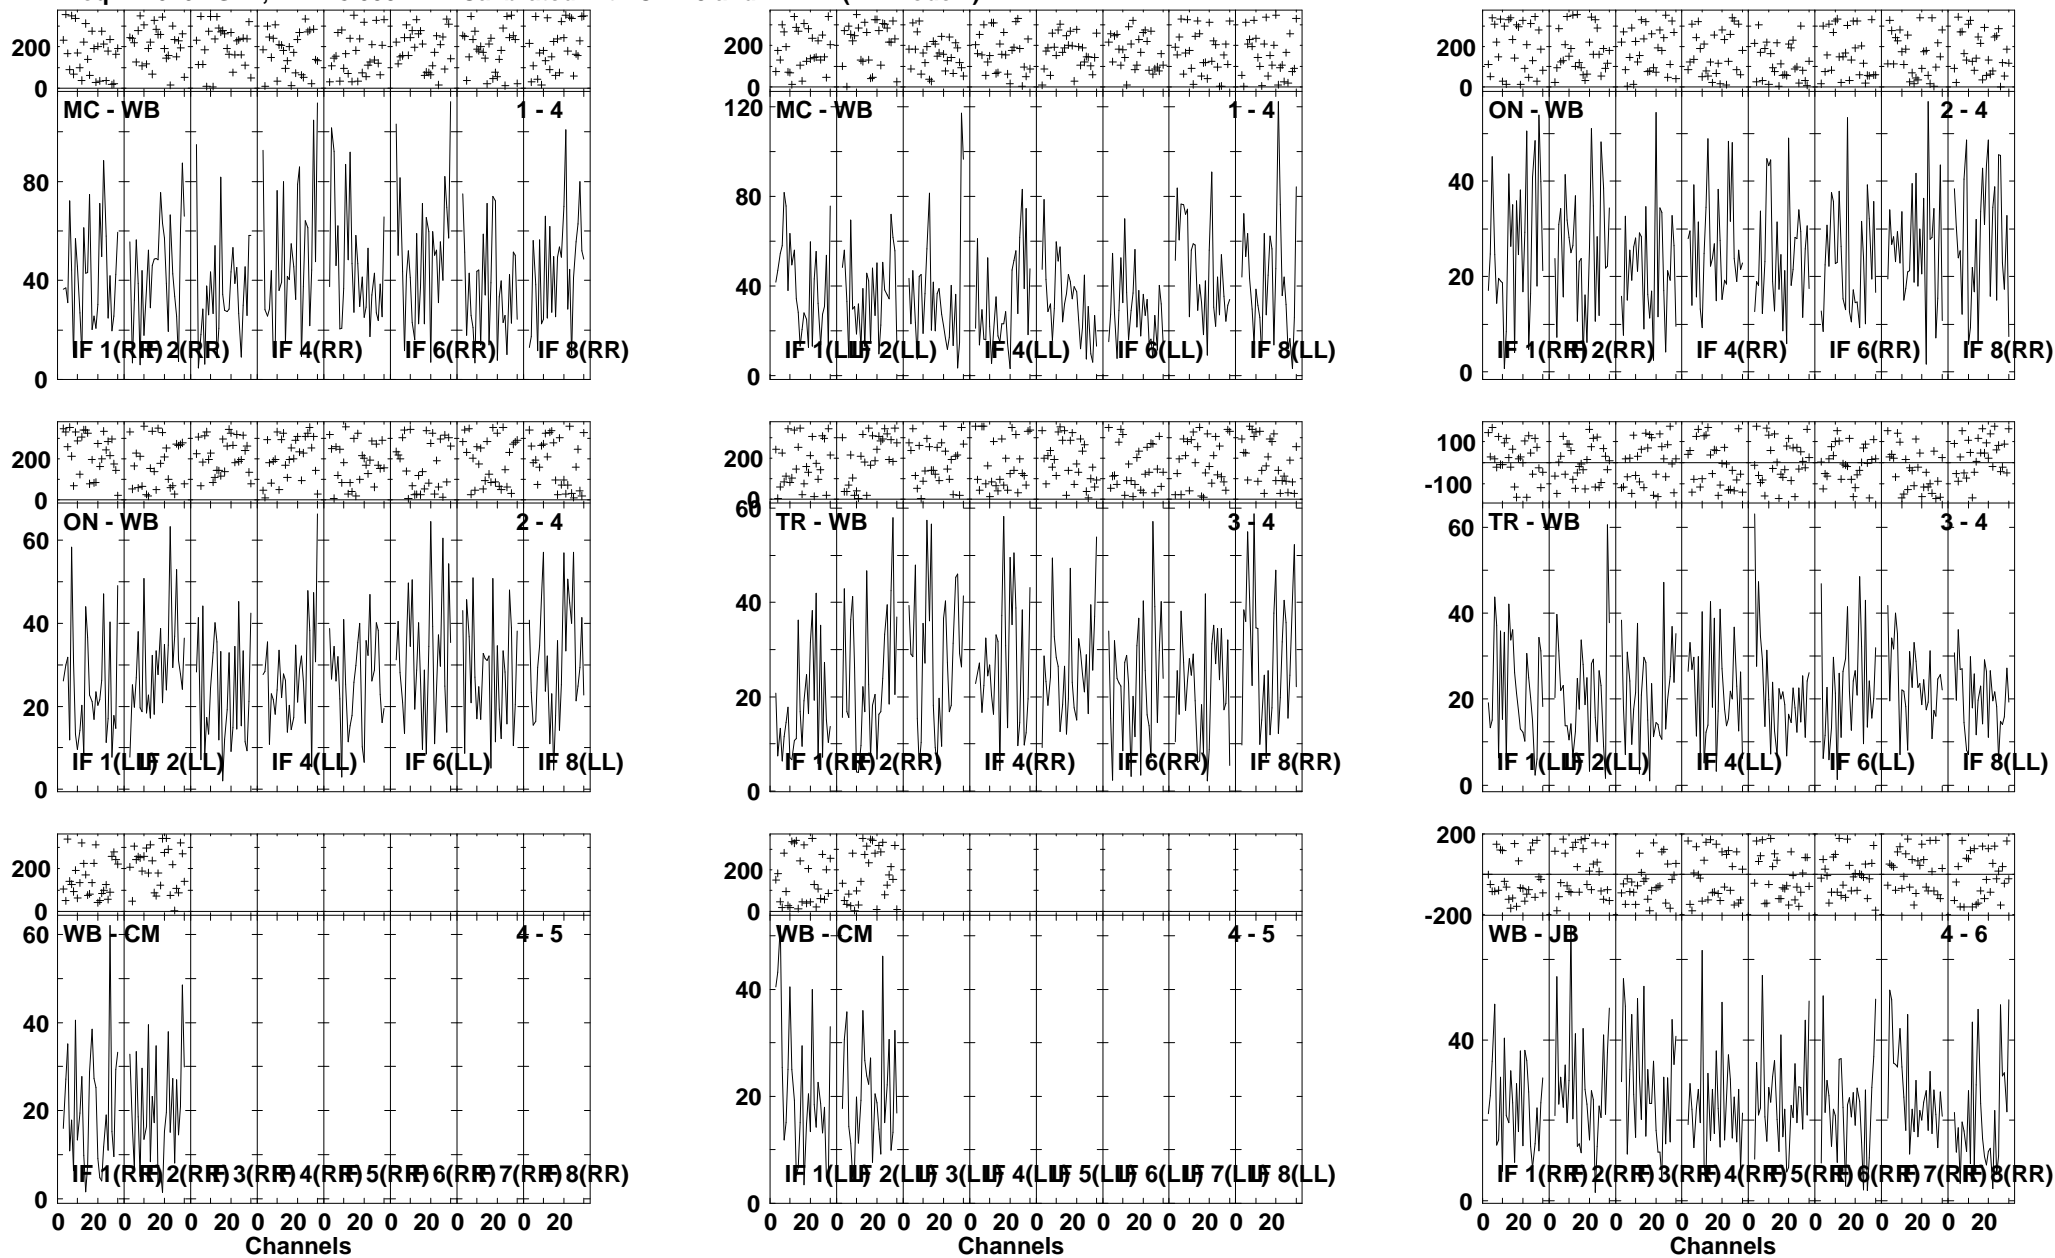 200
0
MC - WB 1 - 4
80
40
0
IF 1(RR) IF 2(RR) IF 4(RR) IF 6(RR) IF 8(RR)
200
0
120
MC - WB 1 - 4
80
40
0
IF 1(LL) IF 2(LL) IF 4(LL) IF 6(LL) IF 8(LL)
200
0
ON - WB 2 - 4
40
20
0
IF 1(RR) IF 2(RR) IF 4(RR) IF 6(RR) IF 8(RR)
200
0
ON - WB 2 - 4
60
40
20
0
IF 1(LL) IF 2(LL) IF 4(LL) IF 6(LL) IF 8(LL)
200
0
60
TR - WB 3 - 4
40
20
0
IF 1(RR) IF 2(RR) IF 4(RR) IF 6(RR) IF 8(RR)
100
-100
TR - WB 3 - 4
60
40
20
0
IF 1(LL) IF 2(LL) IF 4(LL) IF 6(LL) IF 8(LL)
200
0
WB - CM 4 - 5
60
40
20
0
IF 1(RR) IF 2(RR) IF 3(RR) IF 4(RR) IF 5(RR) IF 6(RR) IF 7(RR) IF 8(RR)
0 20 0 20 0 20 0 20 0 20 0 20 0 20 0 20
Channels
200
0
WB - CM 4 - 5
40
20
0
IF 1(LL) IF 2(LL) IF 3(LL) IF 4(LL) IF 5(LL) IF 6(LL) IF 7(LL) IF 8(LL)
0 20 0 20 0 20 0 20 0 20 0 20 0 20 0 20
Channels
200
-200
WB - JB 4 - 6
40
0
IF 1(RR) IF 2(RR) IF 3(RR) IF 4(RR) IF 5(RR) IF 6(RR) IF 7(RR) IF 8(RR)
0 20 0 20 0 20 0 20 0 20 0 20 0 20 0 20
Channels